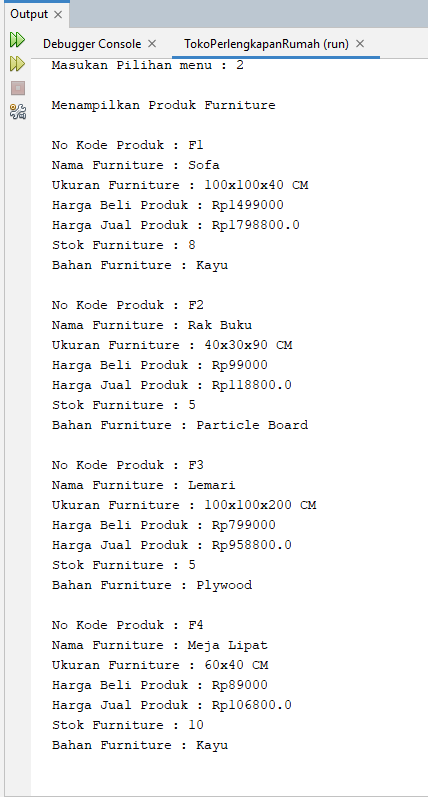 Output
Debugger Console
TokoPerlengkapanRumah (run)
Masukan Pilihan menu : 2
Menampilkan Produk Furniture
No Kode Produk : F1
Nama Furniture : Sofa
Ukuran Furniture : 100x100x40 CM
Harga Beli Produk : Rp1499000
Harga Jual Produk : Rp1798800.0
Stok Furniture : 8
Bahan Furniture : Kayu
No Kode Produk : F2
Nama Furniture : Rak Buku
Ukuran Furniture : 40x30x90 CM
Harga Beli Produk : Rp99000
Harga Jual Produk : Rp118800.0
Stok Furniture : 5
Bahan Furniture : Particle Board
No Kode Produk : F3
Nama Furniture : Lemari
Ukuran Furniture : 100x100x200 CM
Harga Beli Produk : Rp799000
Harga Jual Produk : Rp958800.0
Stok Furniture : 5
Bahan Furniture : Plywood
No Kode Produk : F4
Nama Furniture : Meja Lipat
Ukuran Furniture : 60x40 CM
Harga Beli Produk : Rp89000
Harga Jual Produk : Rp106800.0
Stok Furniture : 10
Bahan Furniture : Kayu